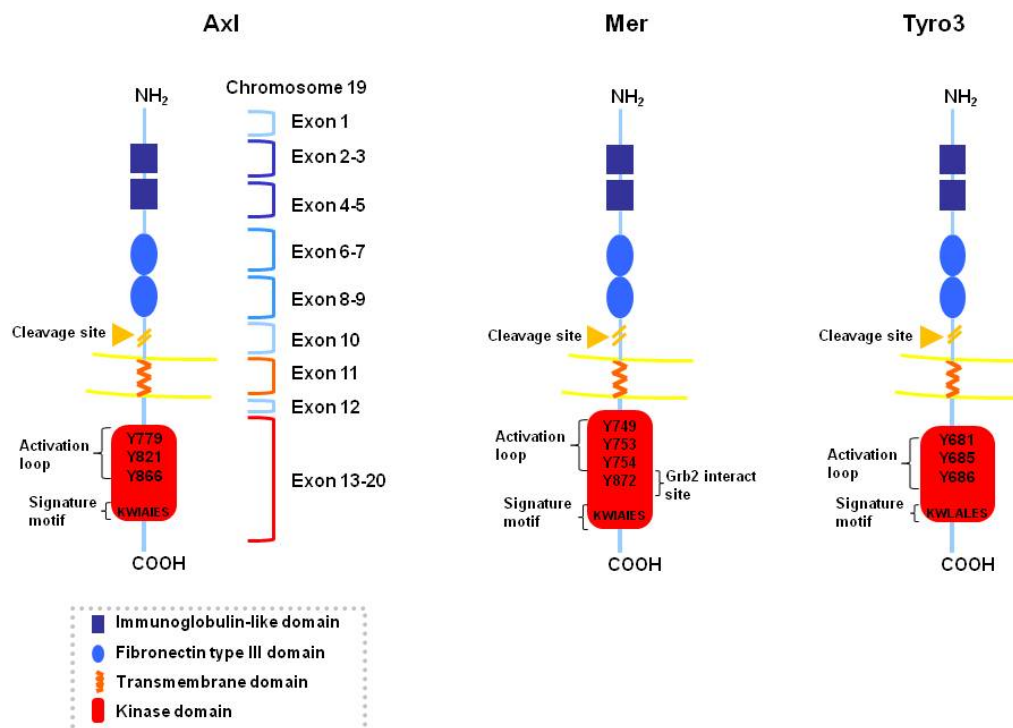 Axl
Mer
Tyro3
NH₂
Chromosome 19
Exon 1
Exon 2-3
Exon 4-5
Exon 6-7
Exon 8-9
Cleavage site
Exon 10
Exon 11
Exon 12
Activation
loop
Y779
Y821
Y866
Exon 13-20
Signature
motif
KWIAIES
COOH
NH₂
Cleavage site
Activation
loop
Y749
Y753
Y754
Y872
Grb2 interact
site
Signature
motif
KWIAIES
COOH
NH₂
Cleavage site
Activation
loop
Y681
Y685
Y686
Signature
motif
KWLALES
COOH
Immunoglobulin-like domain
Fibronectin type III domain
Transmembrane domain
Kinase domain